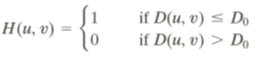 H(u, v) = { 1 if D(u, v) ≤ D₀
0 if D(u, v) > D₀